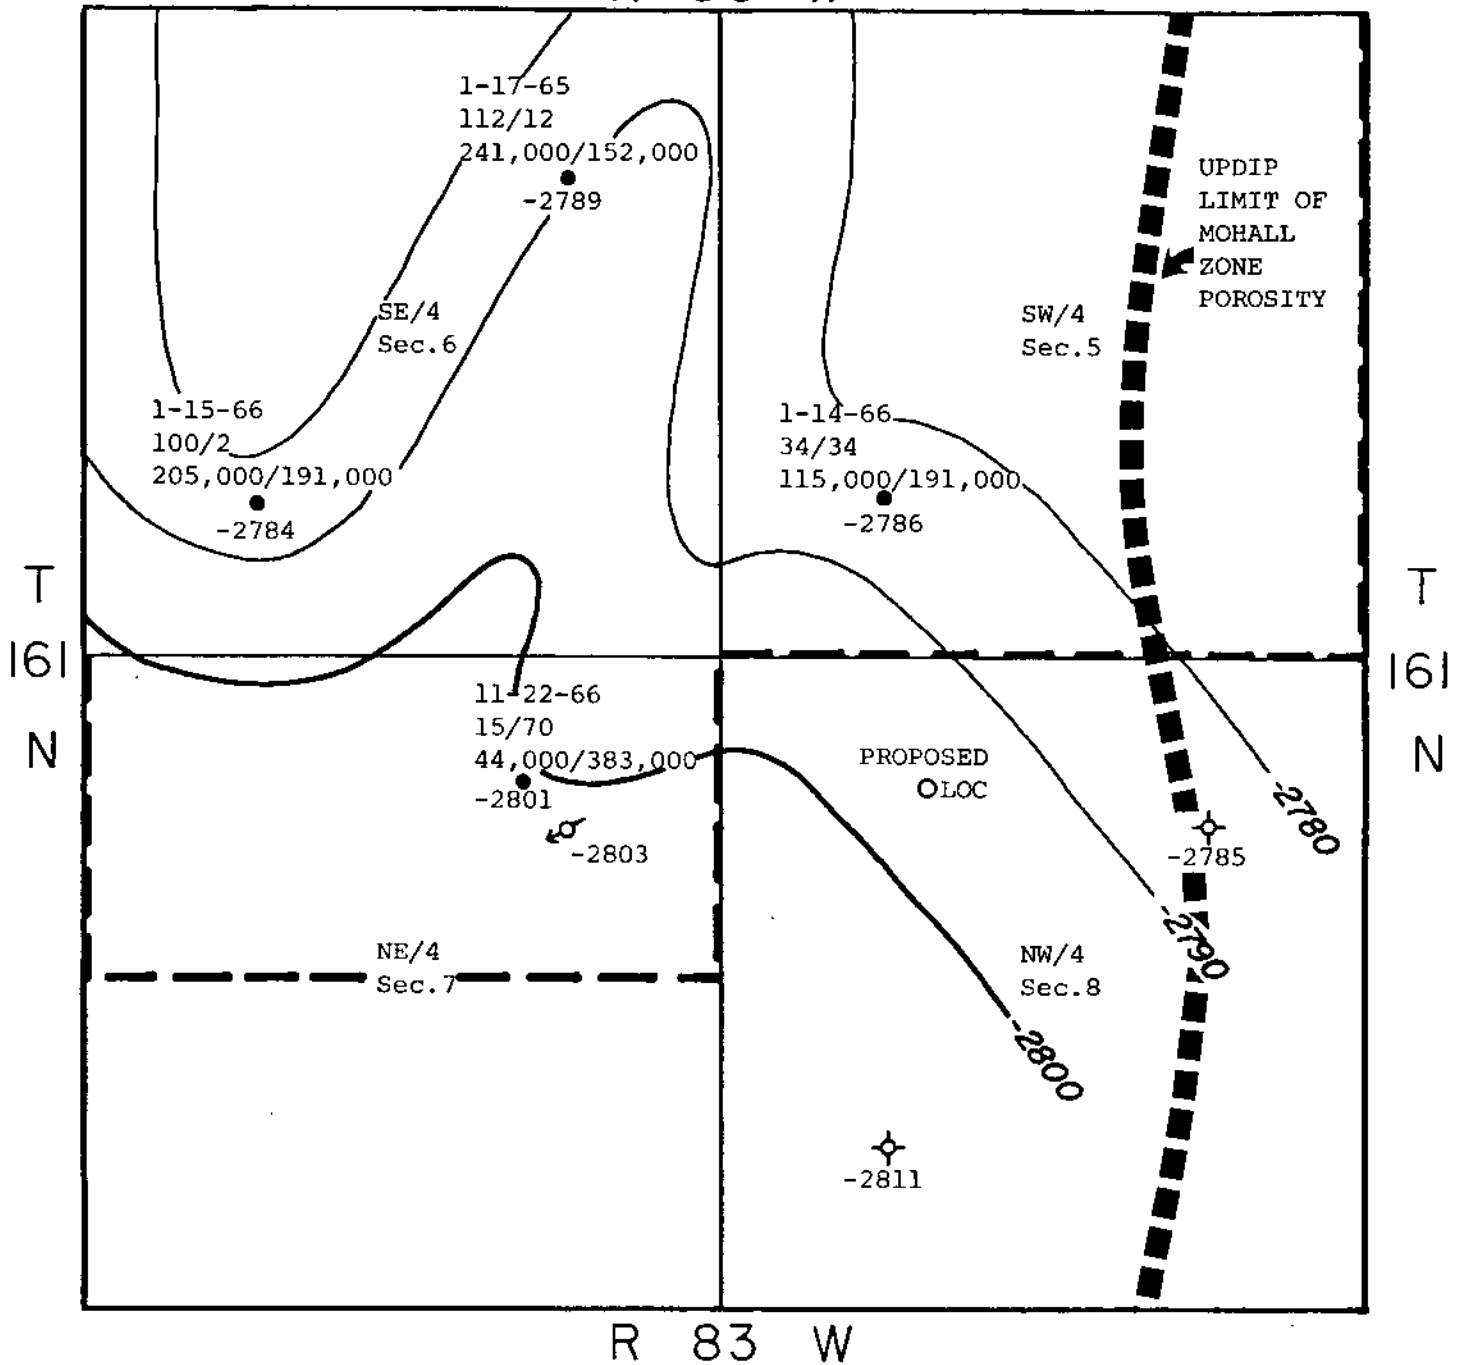 1-17-65
112/12
241,000/152,000
-2789
UPDIP
LIMIT OF
MOHALL
ZONE
POROSITY
SE/4
Sec.6
SW/4
Sec.5
1-15-66
100/2
205,000/191,000
-2784
1-14-66
34/34
115,000/191,000
-2786
T
161
N
T
161
N
11-22-66
15/70
44,000/383,000
-2801
-2803
PROPOSED
LOC
-2780
-2785
-2790
NE/4
Sec.7
NW/4
Sec.8
-2800
-2811
R 83 W